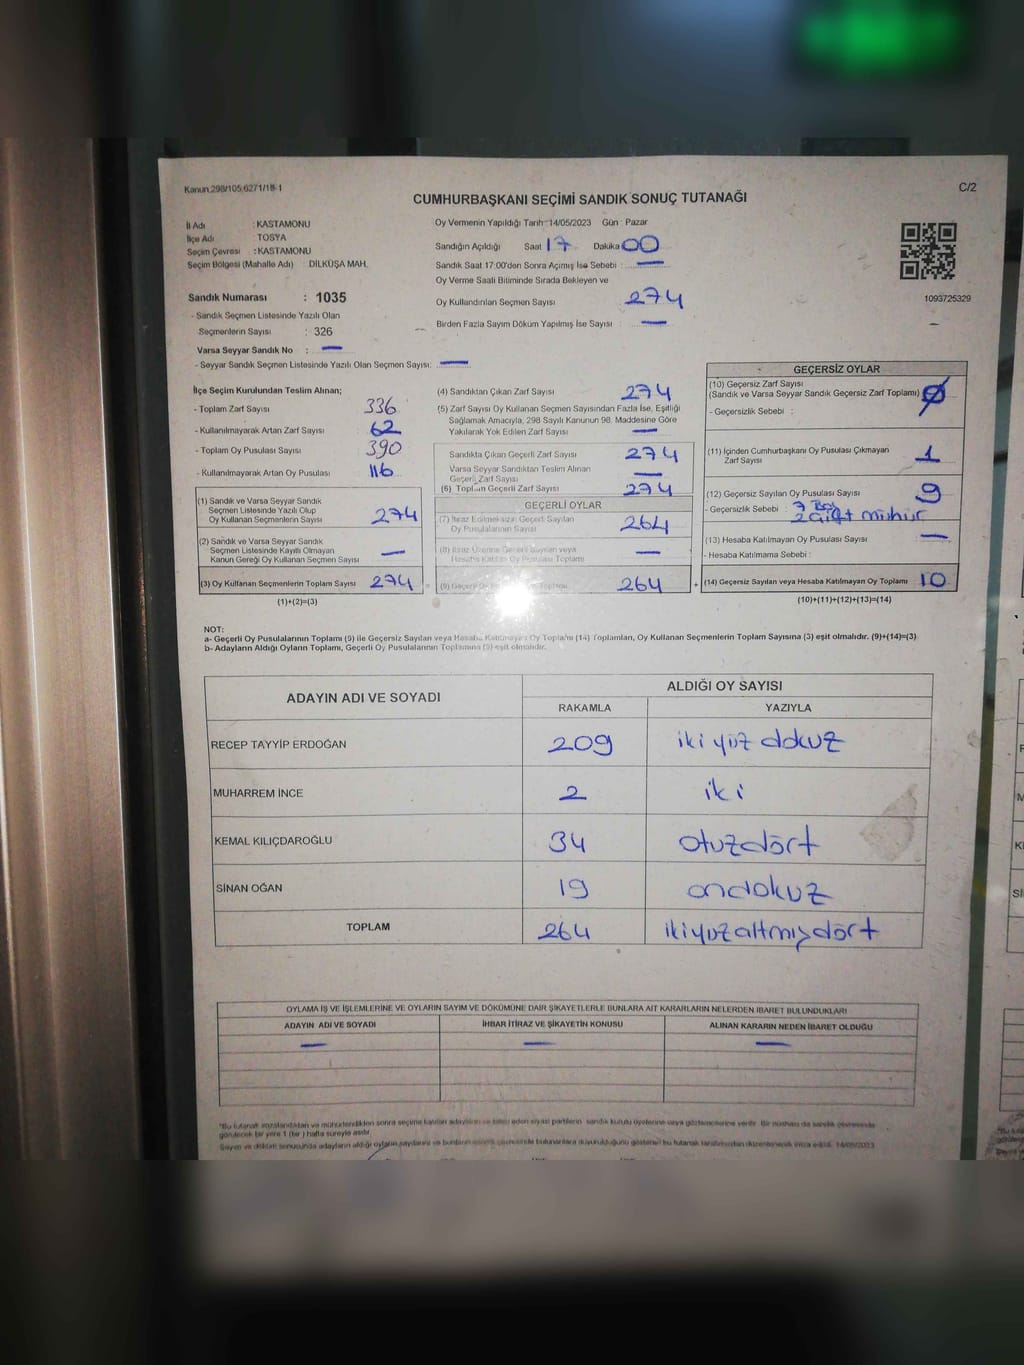 Kanun 298/105,6271/18-1
C/2
CUMHURBAŞKANI SEÇİMİ SANDIK SONUÇ TUTANAĞI
İl Adı : KASTAMONU
İlçe Adı : TOSYA
Seçim Çevresi : KASTAMONU
Seçim Bölgesi (Mahalle Adı) : DİLKÜŞA MAH.
Sandık Numarası : 1035
- Sandık Seçmen Listesinde Yazılı Olan
Seçmenlerin Sayısı : 326
Varsa Seyyar Sandık No : —
- Seyyar Sandık Seçmen Listesinde Yazılı Olan Seçmen Sayısı: —
Oy Vermenin Yapıldığı Tarih : 14/05/2023 Gün : Pazar
Sandığın Açıldığı Saat 17 Dakika 00
Sandık Saat 17:00'den Sonra Açımış İse Sebebi : —
Oy Verme Saati Bitiminde Sırada Bekleyen ve
Oy Kullandırılan Seçmen Sayısı 274
Birden Fazla Sayım Döküm Yapılmış İse Sayısı : —
1093725329
İlçe Seçim Kurulundan Teslim Alınan;
- Toplam Zarf Sayısı 336
- Kullanılmayarak Artan Zarf Sayısı 62
- Toplam Oy Pusulası Sayısı 390
- Kullanılmayarak Artan Oy Pusulası 116
(1) Sandık ve Varsa Seyyar Sandık
Seçmen Listesinde Yazılı Olup
Oy Kullanan Seçmenlerin Sayısı 274
(2) Sandık ve Varsa Seyyar Sandık
Seçmen Listesinde Kayıtlı Olmayan
Kanun Gereği Oy Kullanan Seçmen Sayısı —
(3) Oy Kullanan Seçmenlerin Toplam Sayısı 274
(1)+(2)=(3)
(4) Sandıktan Çıkan Zarf Sayısı 274
(5) Zarf Sayısı Oy Kullanan Seçmen Sayısından Fazla İse, Eşitliği
Sağlamak Amacıyla, 298 Sayılı Kanunun 98. Maddesine Göre
Yakılarak Yok Edilen Zarf Sayısı —
Sandıkta Çıkan Geçerli Zarf Sayısı 274
Varsa Seyyar Sandıktan Teslim Alınan
Geçerli Zarf Sayısı —
(6) Toplam Geçerli Zarf Sayısı 274
GEÇERLİ OYLAR
(7) İtiraz Edilmeksizin Geçerli Sayılan
Oy Pusulalarının Sayısı 264
(8) İtiraz Üzerine Geçerli Sayılan veya
Hesaba Katılan Oy Pusulası Toplamı —
(9) Geçerli Oy Toplamı 264
GEÇERSİZ OYLAR
(10) Geçersiz Zarf Sayısı
(Sandık ve Varsa Seyyar Sandık Geçersiz Zarf Toplamı) Ø
- Geçersizlik Sebebi :
(11) İçinden Cumhurbaşkanı Oy Pusulası Çıkmayan
Zarf Sayısı 1
(12) Geçersiz Sayılan Oy Pusulası Sayısı 9
- Geçersizlik Sebebi : 7 Boş
2 Çift mühür
(13) Hesaba Katılmayan Oy Pusulası Sayısı —
- Hesaba Katılmama Sebebi :
(14) Geçersiz Sayılan veya Hesaba Katılmayan Oy Toplamı 10
(10)+(11)+(12)+(13)=(14)
NOT:
a- Geçerli Oy Pusulalarının Toplamı (9) ile Geçersiz Sayılan veya Hesaba Katılmayan Oy Toplamı (14) Toplamları, Oy Kullanan Seçmenlerin Toplam Sayısına (3) eşit olmalıdır. (9)+(14)=(3)
b- Adayların Aldığı Oyların Toplamı, Geçerli Oy Pusulalarının Toplamına (9) eşit olmalıdır.
ADAYIN ADI VE SOYADI
ALDIĞI OY SAYISI
RAKAMLA YAZIYLA
RECEP TAYYİP ERDOĞAN 209 ikiyüz dokuz
MUHARREM İNCE 2 iki
KEMAL KILIÇDAROĞLU 34 otuzdört
SİNAN OĞAN 19 ondokuz
TOPLAM 264 ikiyüzaltmışdört
OYLAMA İŞ VE İŞLEMLERİNE VE OYLARIN SAYIM VE DÖKÜMÜNE DAİR ŞİKAYETLERLE BUNLARA AİT KARARLARIN NELERDEN İBARET BULUNDUKLARI
ADAYIN ADI VE SOYADI İHBAR İTİRAZ VE ŞİKAYETİN KONUSU ALINAN KARARIN NEDEN İBARET OLDUĞU
— — —